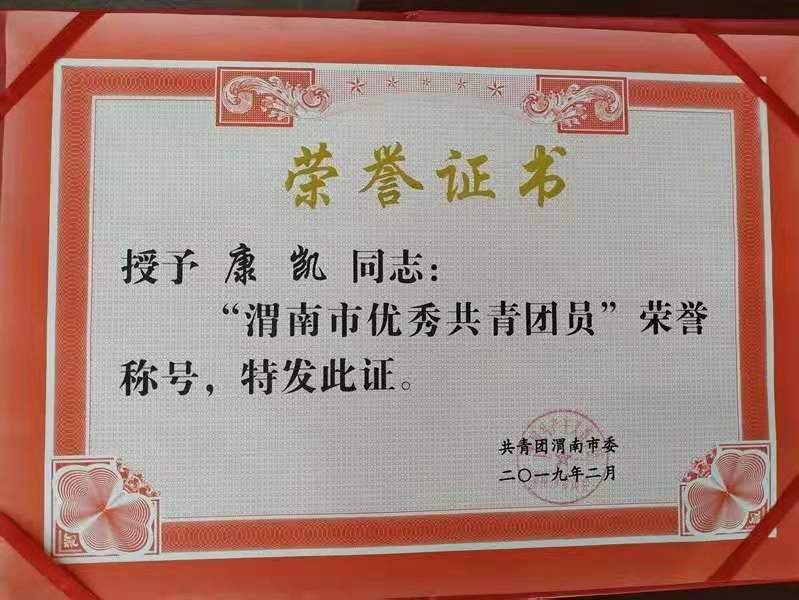 荣誉证书
授予 康 凯 同志：
“渭南市优秀共青团员”荣誉
称号，特发此证。
共青团渭南市委
二〇一九年二月